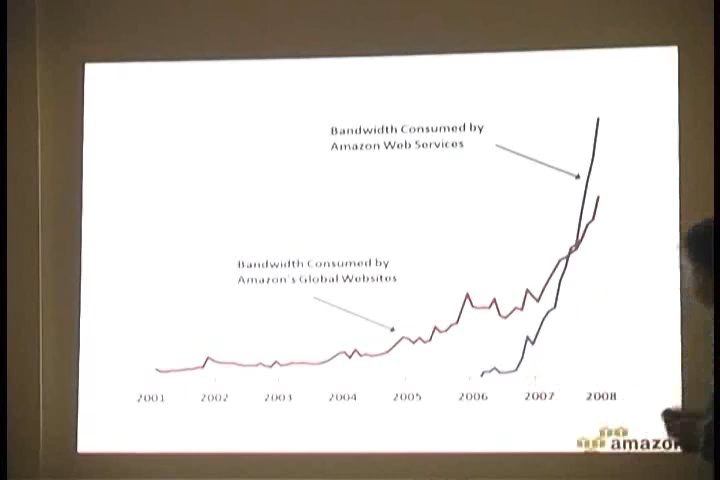 Bandwidth Consumed by
Amazon Web Services
Bandwidth Consumed by
Amazon's Global Websites
2001 2002 2003 2004 2005 2006 2007 2008
amazon